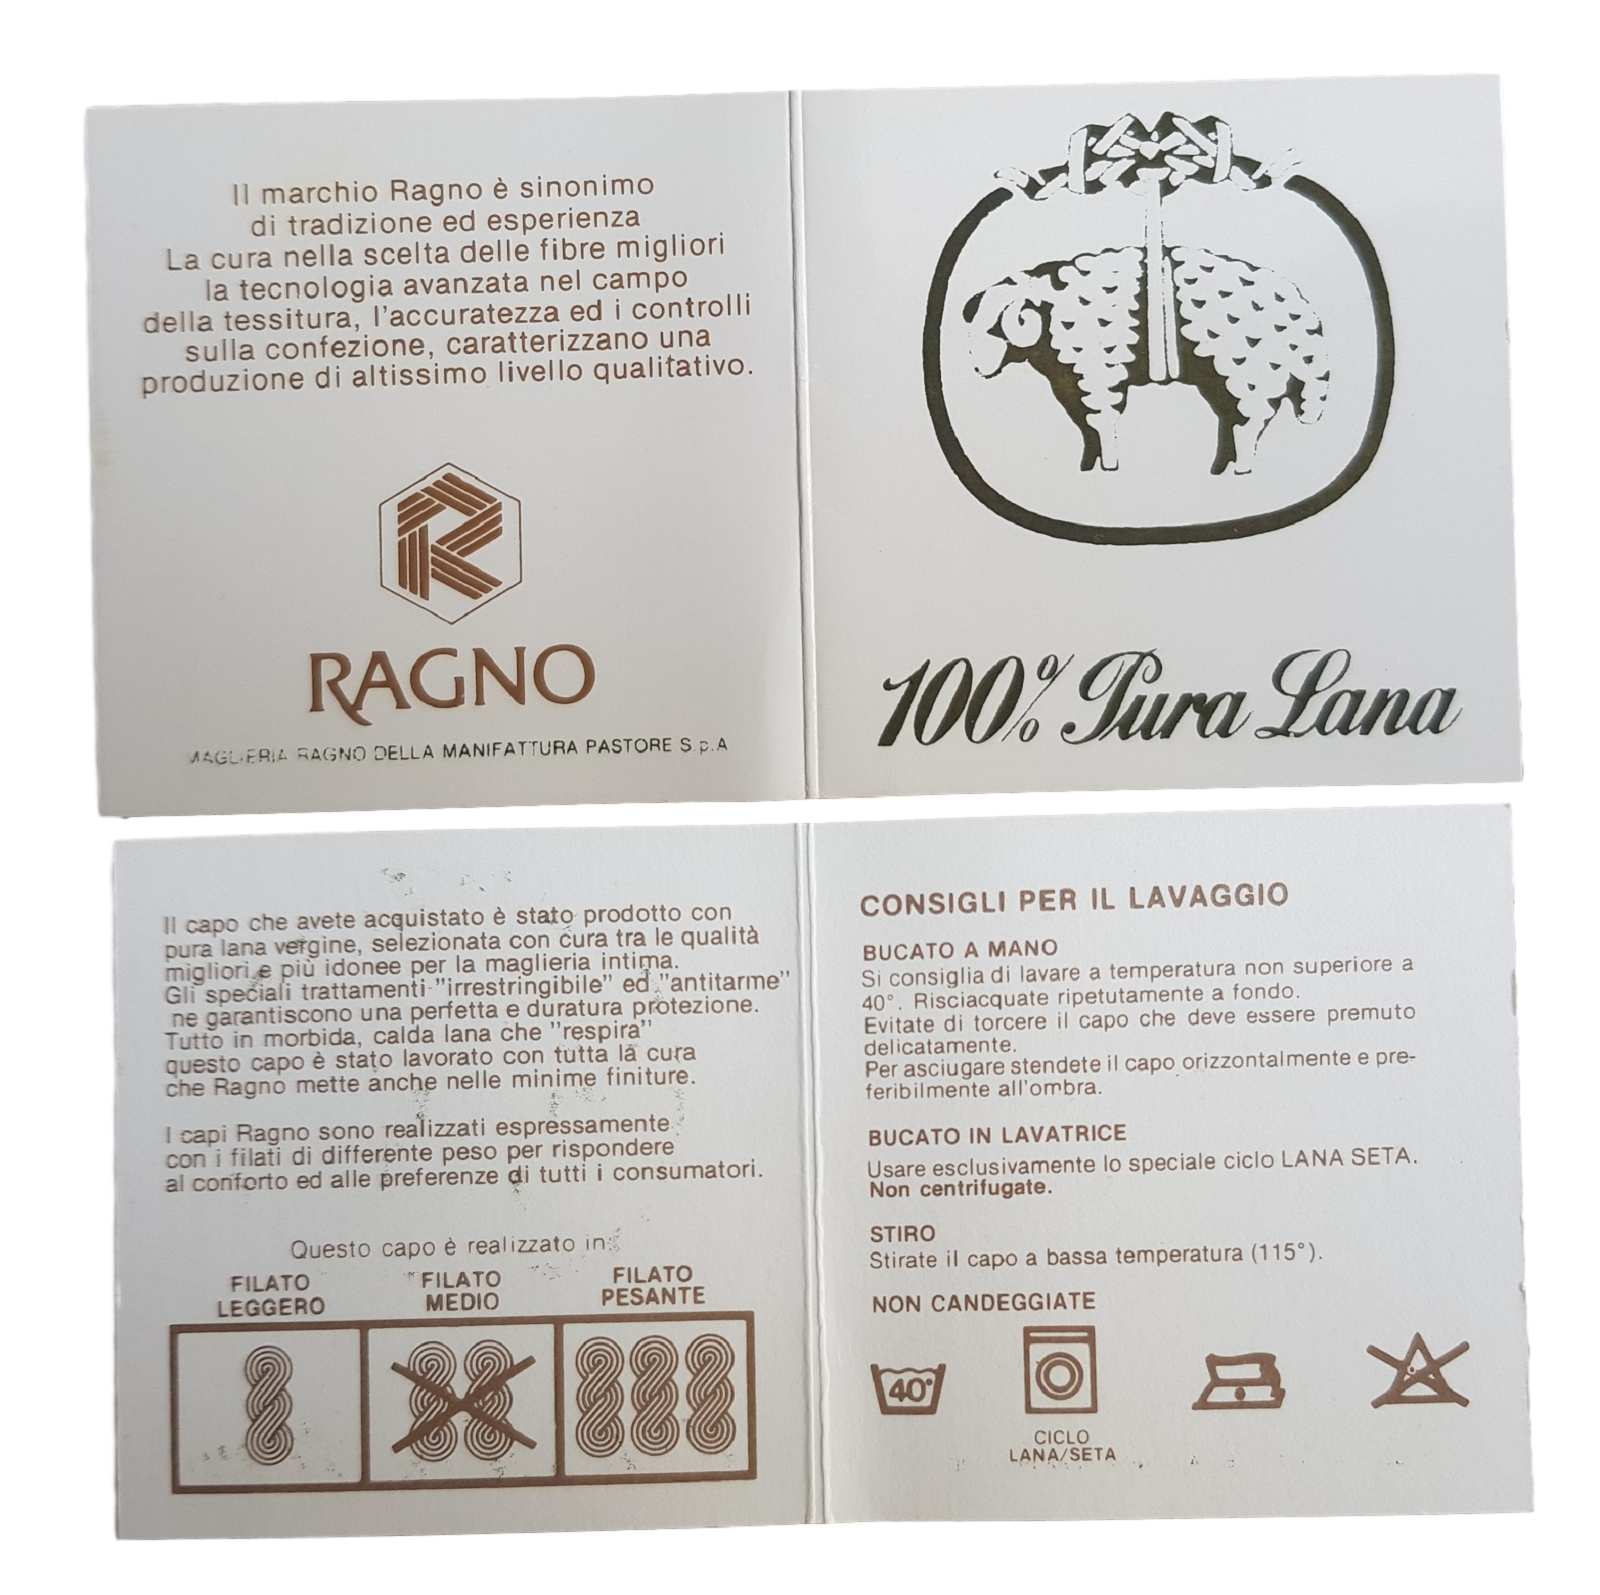 Il marchio Ragno è sinonimo
di tradizione ed esperienza
La cura nella scelta delle fibre migliori
la tecnologia avanzata nel campo
della tessitura, l'accuratezza ed i controlli
sulla confezione, caratterizzano una
produzione di altissimo livello qualitativo.
R
RAGNO
MAGLIERIA RAGNO DELLA MANIFATTURA PASTORE S.p.A
100% Pura Lana
Il capo che avete acquistato è stato prodotto con
pura lana vergine, selezionata con cura tra le qualità
migliori e più idonee per la maglieria intima.
Gli speciali trattamenti "irrestringibile" ed "antitarme"
ne garantiscono una perfetta e duratura protezione.
Tutto in morbida, calda lana che "respira"
questo capo è stato lavorato con tutta la cura
che Ragno mette anche nelle minime finiture.
I capi Ragno sono realizzati espressamente
con i filati di differente peso per rispondere
al conforto ed alle preferenze di tutti i consumatori.
Questo capo è realizzato in:
FILATO
LEGGERO
FILATO
MEDIO
FILATO
PESANTE
CONSIGLI PER IL LAVAGGIO
BUCATO A MANO
Si consiglia di lavare a temperatura non superiore a
40°. Risciacquate ripetutamente a fondo.
Evitate di torcere il capo che deve essere premuto
delicatamente.
Per asciugare stendete il capo orizzontalmente e pre-
feribilmente all'ombra.
BUCATO IN LAVATRICE
Usare esclusivamente lo speciale ciclo LANA SETA.
Non centrifugate.
STIRO
Stirate il capo a bassa temperatura (115°).
NON CANDEGGIATE
40°
CICLO
LANA/SETA